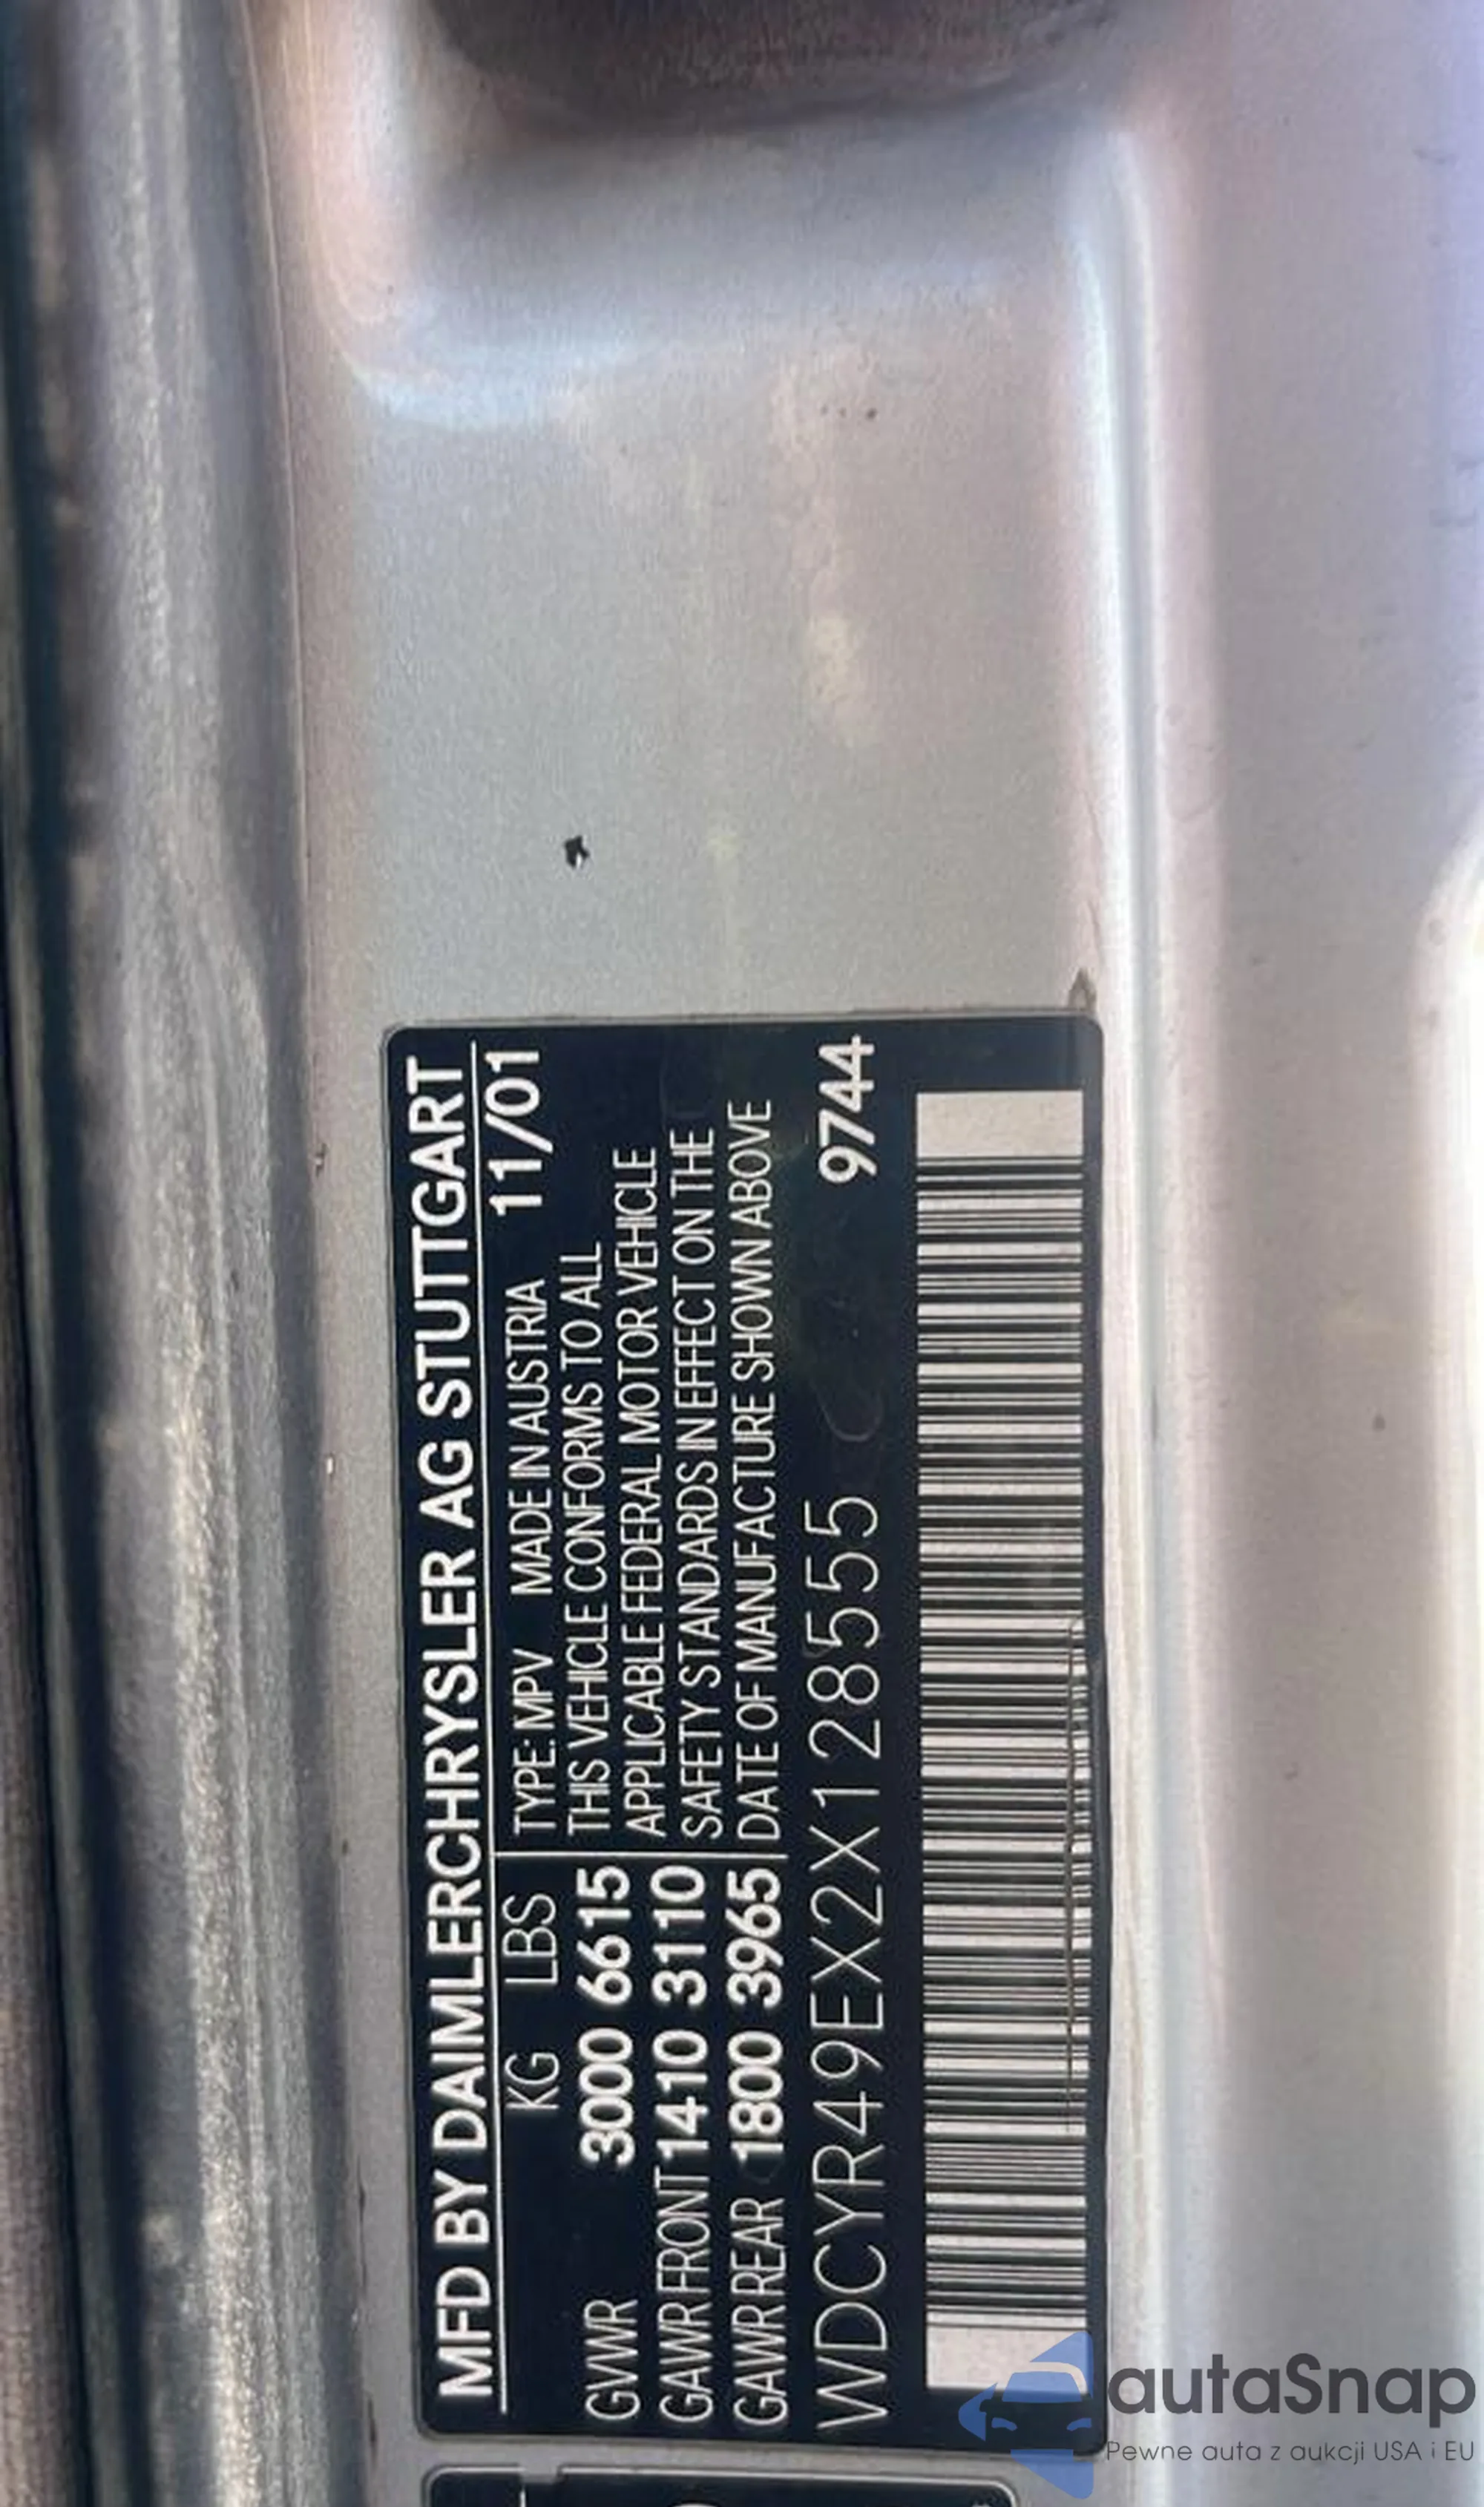 MFD BY DAIMLERCHRYSLER AG STUTTGART
KG LBS TYPE: MPV MADE IN AUSTRIA 11/01
GVWR 3000 6615 THIS VEHICLE CONFORMS TO ALL
APPLICABLE FEDERAL MOTOR VEHICLE
GAWR FRONT 1410 3110 SAFETY STANDARDS IN EFFECT ON THE
GAWR REAR 1800 3965 DATE OF MANUFACTURE SHOWN ABOVE
WDCYR49EX2X128555 9744
autaSnap
Pewne auta z aukcji USA i EU